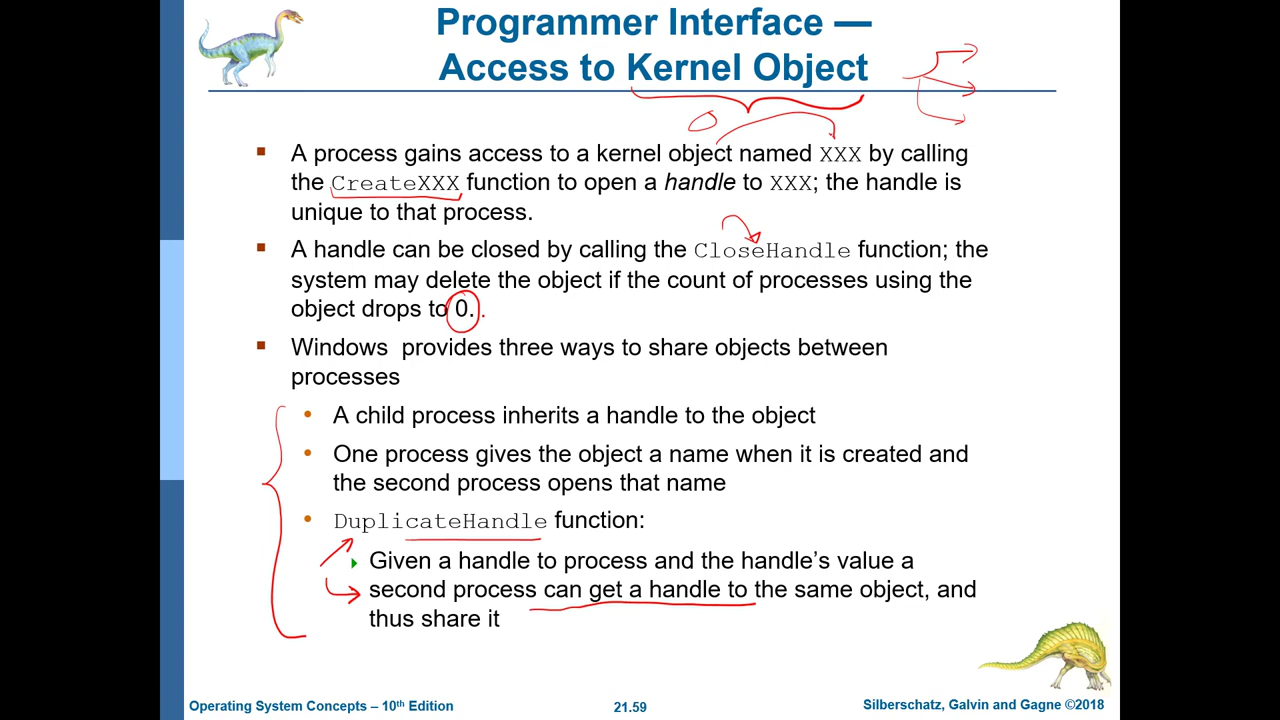 Programmer Interface —
Access to Kernel Object
▪ A process gains access to a kernel object named XXX by calling
the CreateXXX function to open a handle to XXX; the handle is
unique to that process.
▪ A handle can be closed by calling the CloseHandle function; the
system may delete the object if the count of processes using the
object drops to 0.
▪ Windows provides three ways to share objects between
processes
• A child process inherits a handle to the object
• One process gives the object a name when it is created and
the second process opens that name
• DuplicateHandle function:
Given a handle to process and the handle’s value a
second process can get a handle to the same object, and
thus share it
Operating System Concepts – 10th Edition
21.59
Silberschatz, Galvin and Gagne ©2018